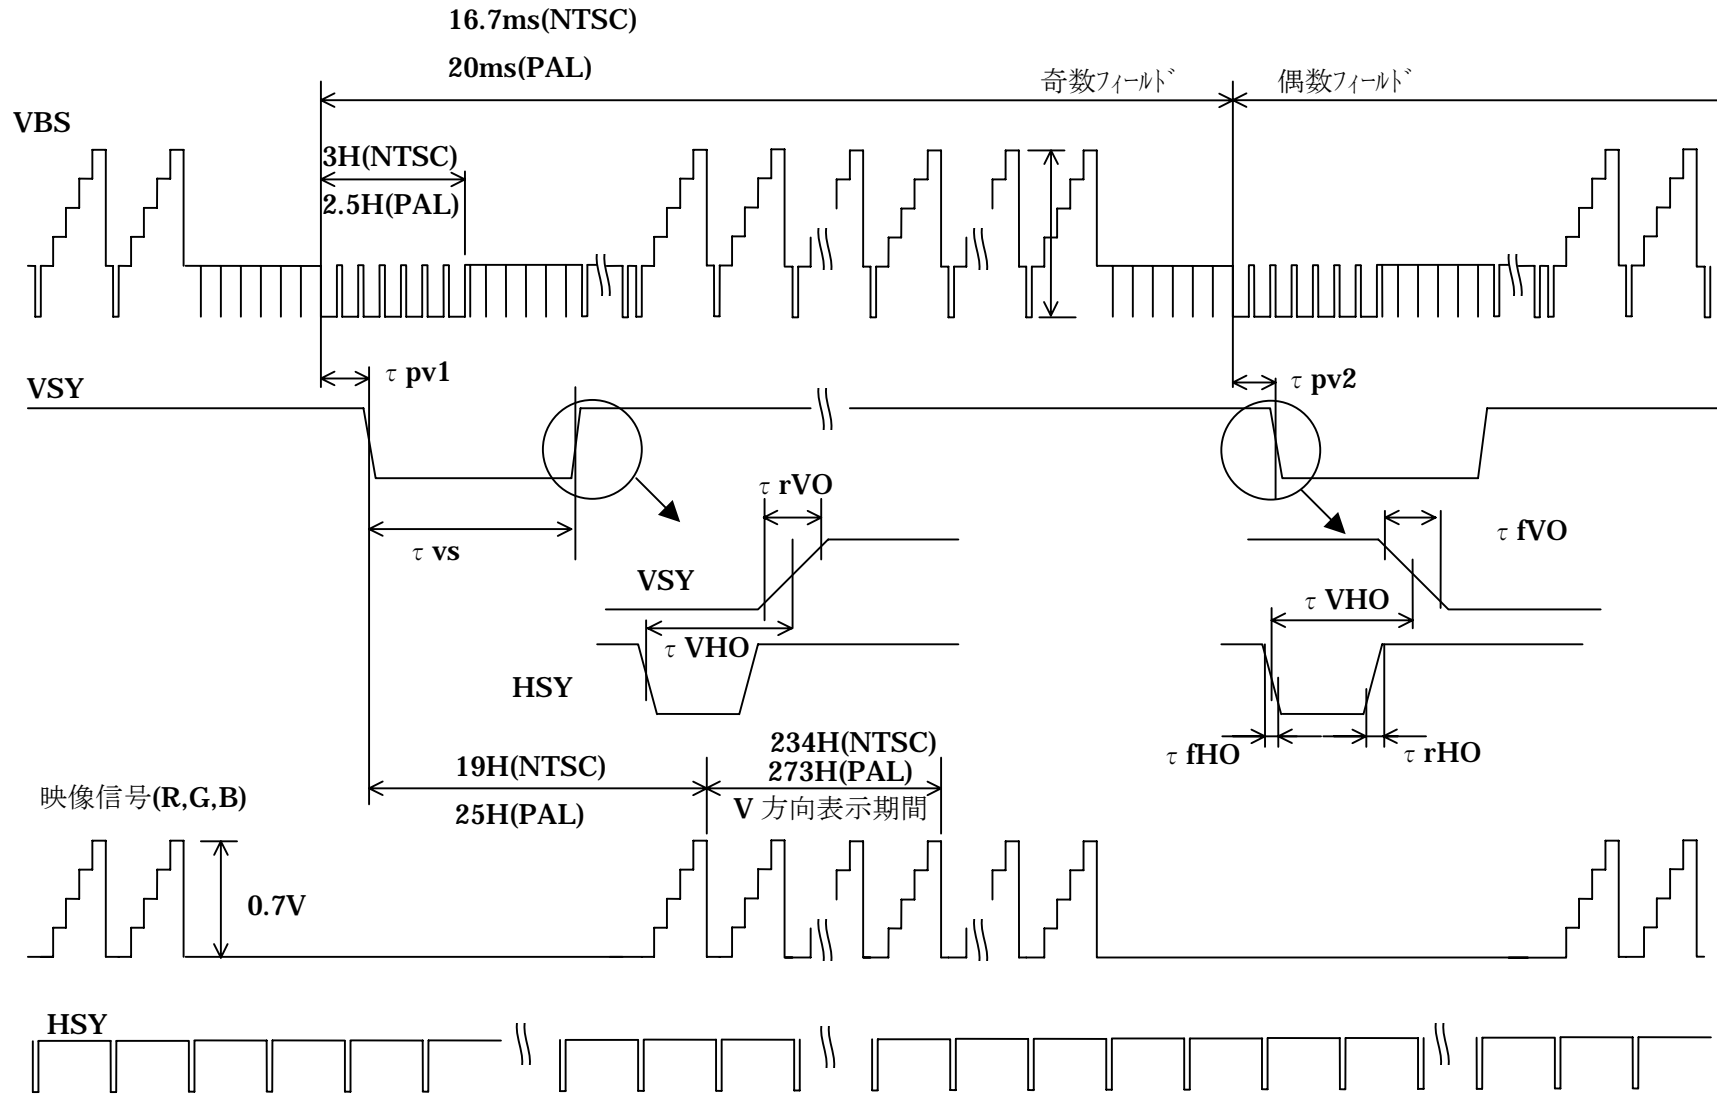 16.7ms(NTSC)
20ms(PAL)
奇数フィールド
偶数フィールド
VBS
3H(NTSC)
2.5H(PAL)
τ pv1
τ pv2
VSY
τ rVO
τ fVO
τ vs
VSY
τ VHO
τ VHO
HSY
τ fHO
τ rHO
234H(NTSC)
19H(NTSC)
273H(PAL)
映像信号(R,G,B)
25H(PAL)
V 方向表示期間
0.7V
HSY